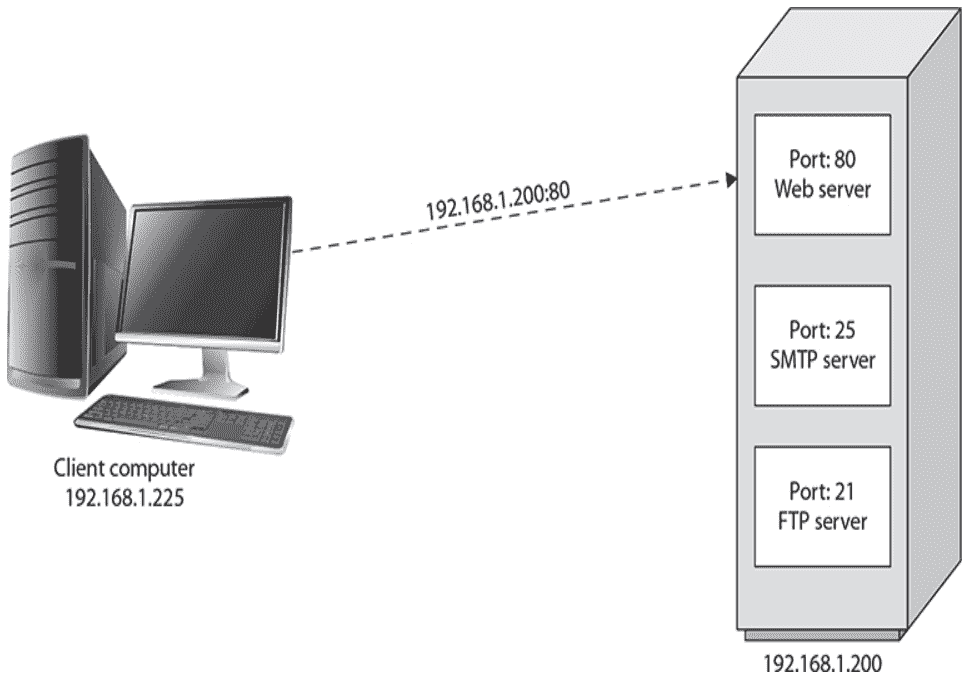 Port: 80
Web server
192.168.1.200:80
Port: 25
SMTP server
Client computer
192.168.1.225
Port: 21
FTP server
192.168.1.200